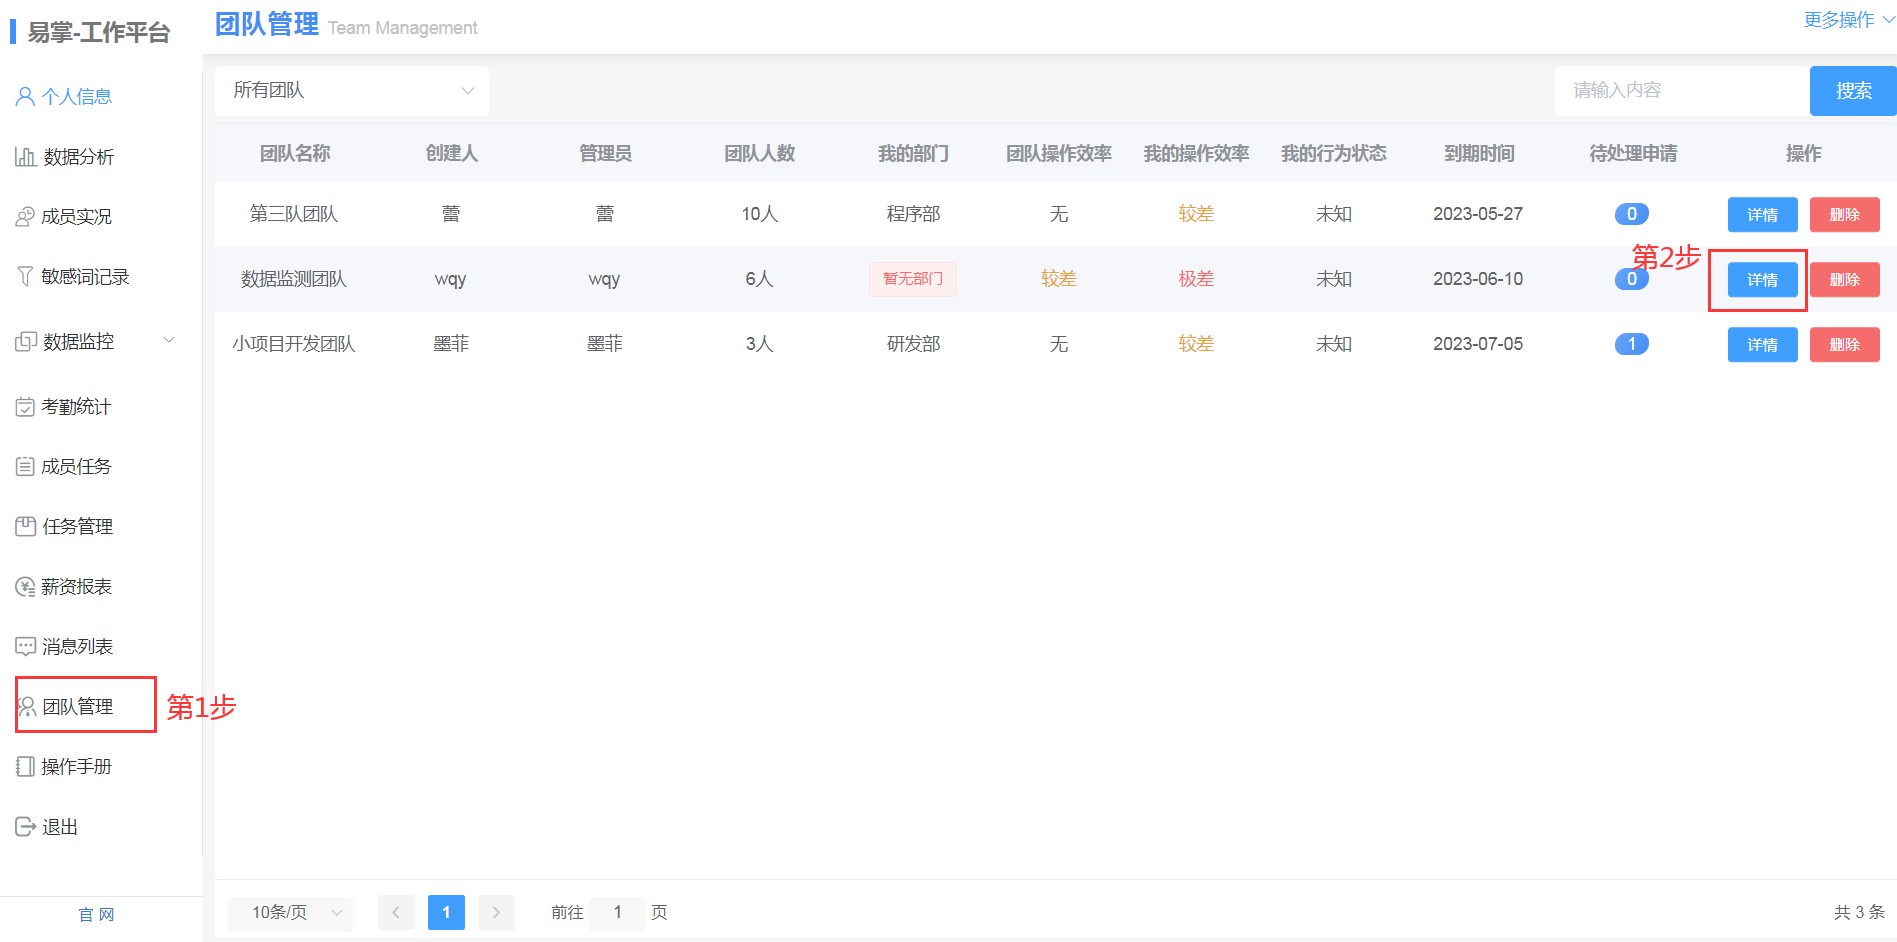 易掌-工作平台
个人信息
数据分析
成员实况
敏感词记录
数据监控
考勤统计
成员任务
任务管理
薪资报表
消息列表
团队管理 第1步
操作手册
退出
官 网
团队管理 Team Management 更多操作
所有团队 请输入内容 搜索
团队名称 创建人 管理员 团队人数 我的部门 团队操作效率 我的操作效率 我的行为状态 到期时间 待处理申请 操作
第三队团队 蕾 蕾 10人 程序部 无 较差 未知 2023-05-27 0 详情 删除
第2步
数据监测团队 wqy wqy 6人 暂无部门 较差 极差 未知 2023-06-10 0 详情 删除
小项目开发团队 墨菲 墨菲 3人 研发部 无 较差 未知 2023-07-05 1 详情 删除
10条/页 1 前往 1 页 共 3 条